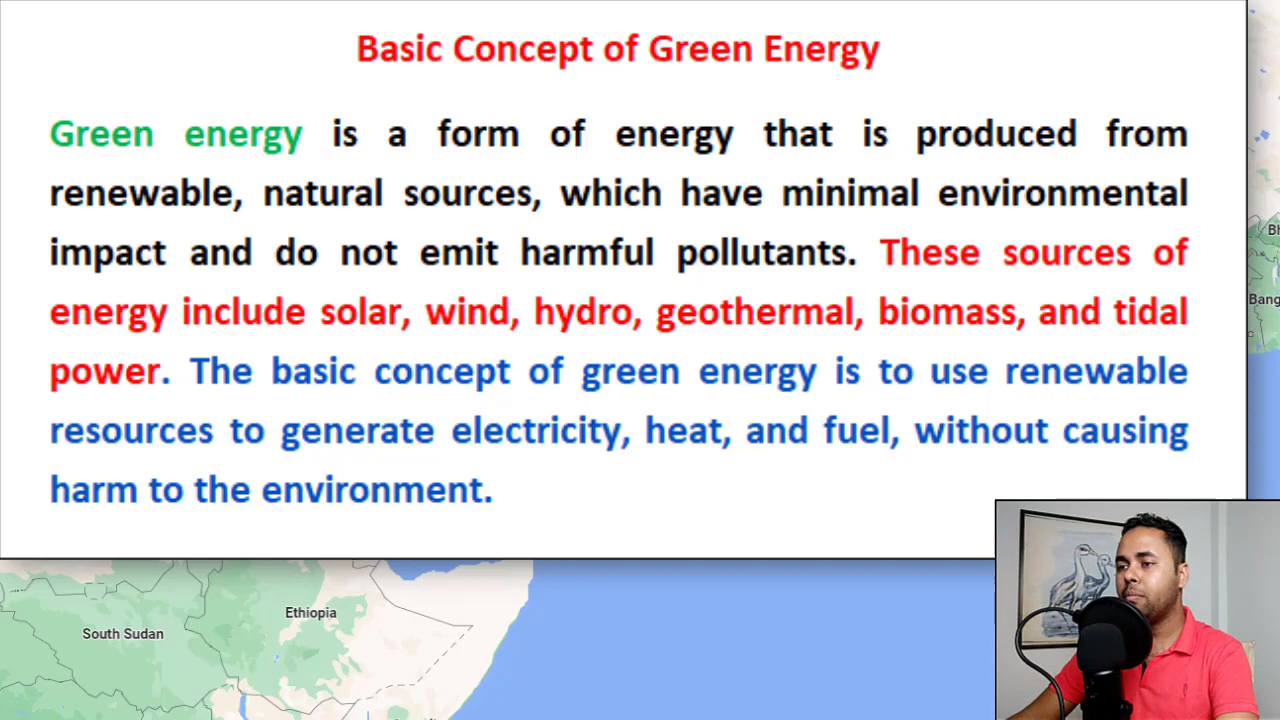 Basic Concept of Green Energy
Green energy is a form of energy that is produced from
renewable, natural sources, which have minimal environmental
impact and do not emit harmful pollutants. These sources of
energy include solar, wind, hydro, geothermal, biomass, and tidal
power. The basic concept of green energy is to use renewable
resources to generate electricity, heat, and fuel, without causing
harm to the environment.
Ethiopia
South Sudan